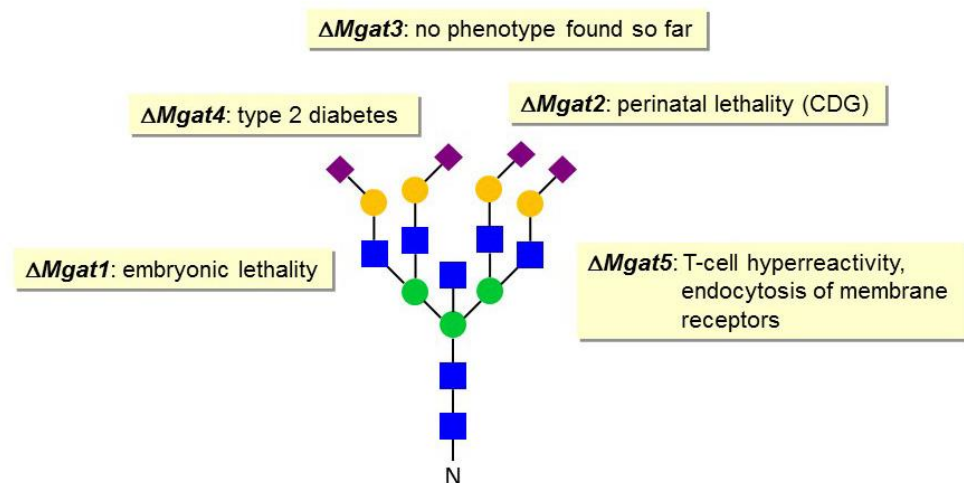 ΔMgat3: no phenotype found so far
ΔMgat4: type 2 diabetes
ΔMgat2: perinatal lethality (CDG)
ΔMgat1: embryonic lethality
ΔMgat5: T-cell hyperreactivity,
endocytosis of membrane
receptors
N